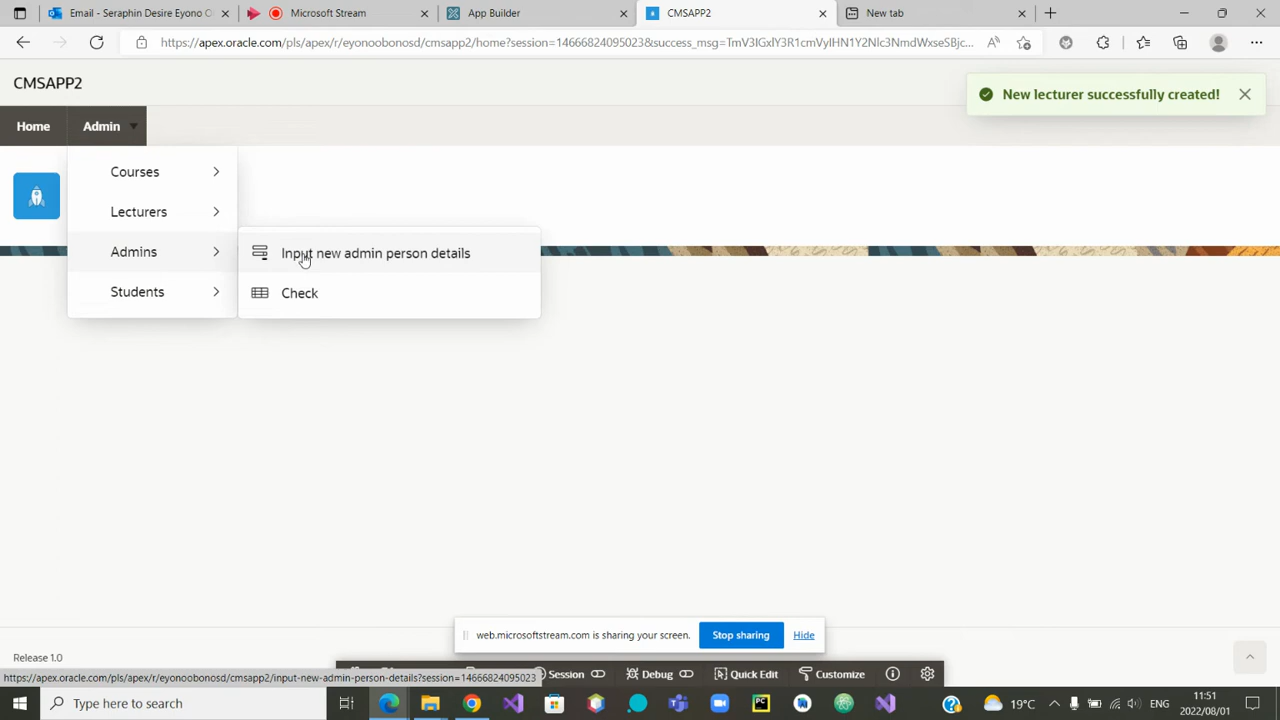 Email - Seraphin Desire Eyono O
Microsoft Stream
App Builder
CMSAPP2
New tab
https://apex.oracle.com/pls/apex/r/eyonoobonosd/cmsapp2/home?session=14666824095023&success_msg=TmV3IGxlY3R1cmVyIHN1Y2Nlc3NmdWxseSBjc...
CMSAPP2
New lecturer successfully created!
Home
Admin
Courses
Lecturers
Admins
Input new admin person details
Students
Check
web.microsoftstream.com is sharing your screen.
Stop sharing
Hide
Release 1.0
https://apex.oracle.com/pls/apex/r/eyonoobonosd/cmsapp2/input-new-admin-person-details?session=14666824095023
Session
Debug
Quick Edit
Customize
Type here to search
19°C
ENG
11:51
2022/08/01